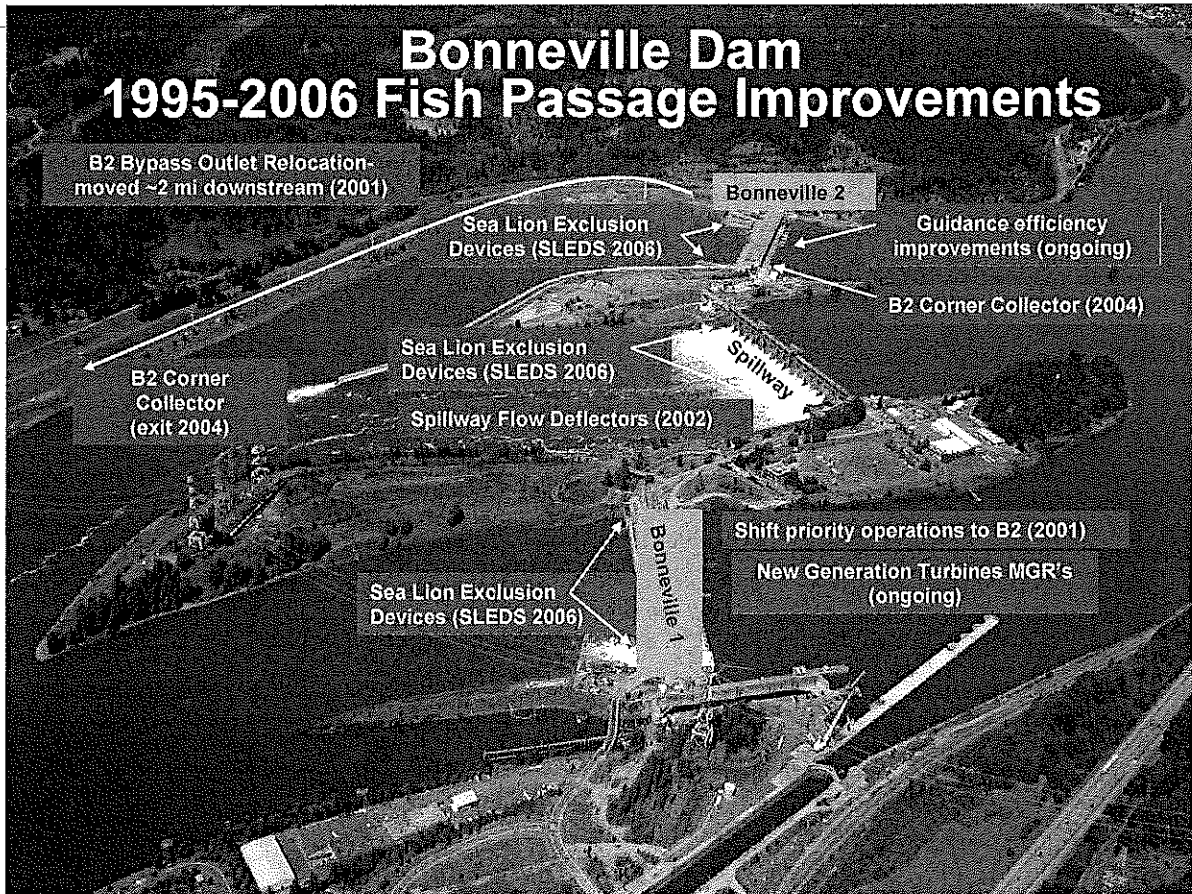 Bonneville Dam
1995-2006 Fish Passage Improvements
B2 Bypass Outlet Relocation-
moved ~2 mi downstream (2001)
Bonneville 2
Sea Lion Exclusion
Devices (SLEDS 2006)
Guidance efficiency
improvements (ongoing)
B2 Corner Collector (2004)
Sea Lion Exclusion
Devices (SLEDS 2006)
Spillway
B2 Corner
Collector
(exit 2004)
Spillway Flow Deflectors (2002)
Bonneville 1
Shift priority operations to B2 (2001)
New Generation Turbines MGR's
(ongoing)
Sea Lion Exclusion
Devices (SLEDS 2006)